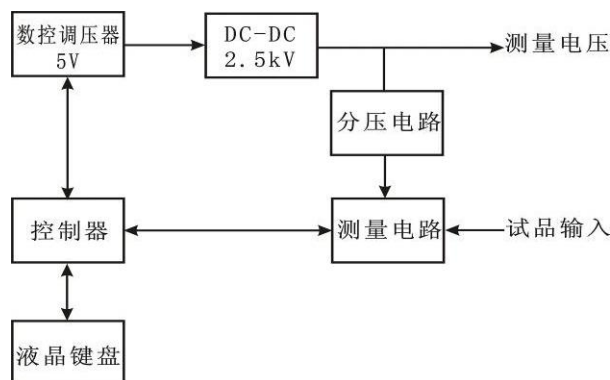 数控调压器
5V
DC-DC
2.5kV
测量电压
分压电路
控制器
测量电路
试品输入
液晶键盘